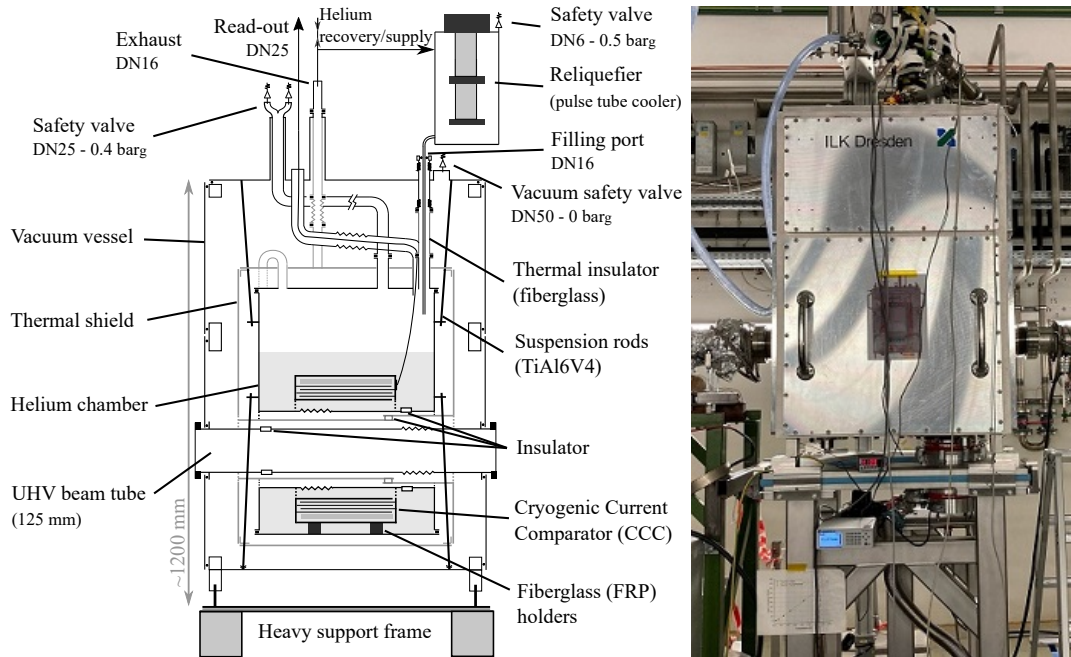 Read-out
DN25
Helium
recovery/supply
Exhaust
DN16
Safety valve
DN6 - 0.5 barg
Reliquefier
(pulse tube cooler)
Safety valve
DN25 - 0.4 barg
Filling port
DN16
Vacuum safety valve
DN50 - 0 barg
Vacuum vessel
Thermal insulator
(fiberglass)
Thermal shield
Suspension rods
(TiAl6V4)
Helium chamber
Insulator
UHV beam tube
(125 mm)
Cryogenic Current
Comparator (CCC)
~1200 mm
Fiberglass (FRP)
holders
Heavy support frame
ILK Dresden